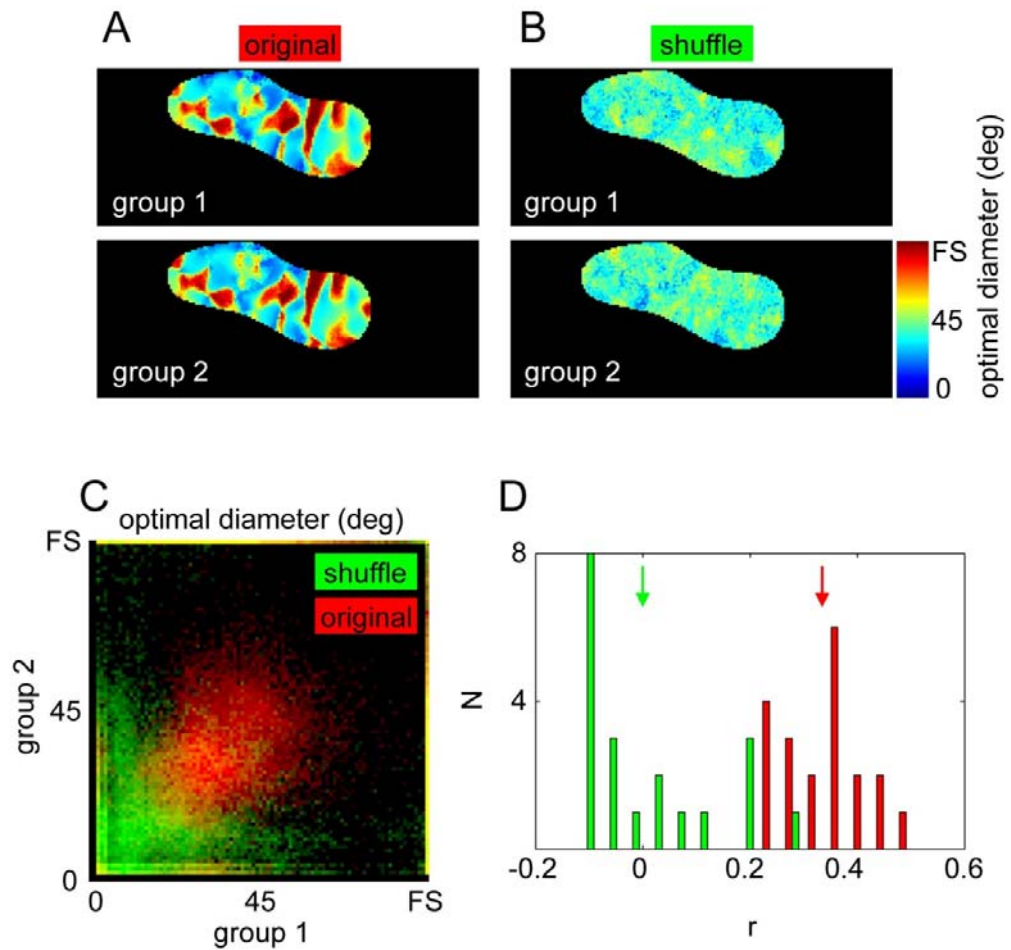 A
original
group 1
group 2
B
shuffle
group 1
group 2
FS
45
0
optimal diameter (deg)
C
optimal diameter (deg)
FS
45
0
group 2
shuffle
original
0
45
FS
group 1
D
8
4
N
-0.2
0
0.2
0.4
0.6
r